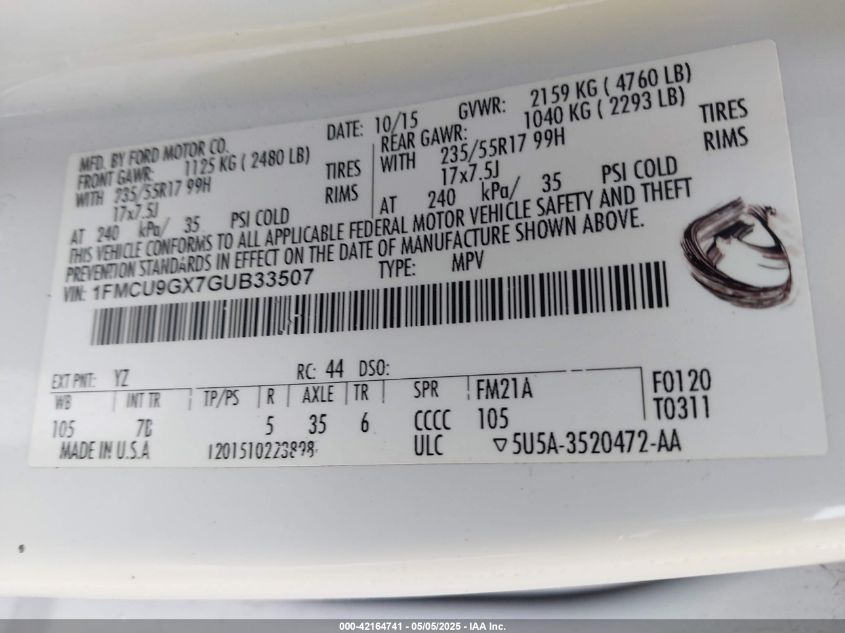 MFD. BY FORD MOTOR CO.
DATE: 10/15 GVWR: 2159 KG ( 4760 LB)
FRONT GAWR: 1125 KG ( 2480 LB)
WITH 235/55R17 99H TIRES
17x7.5J RIMS
AT 240 kPa/ 35 PSI COLD
REAR GAWR: 1040 KG ( 2293 LB)
WITH 235/55R17 99H TIRES
17x7.5J RIMS
AT 240 kPa/ 35 PSI COLD
THIS VEHICLE CONFORMS TO ALL APPLICABLE FEDERAL MOTOR VEHICLE SAFETY AND THEFT
PREVENTION STANDARDS IN EFFECT ON THE DATE OF MANUFACTURE SHOWN ABOVE.
VIN: 1FMCU9GX7GUB33507 TYPE: MPV
EXT PNT: YZ RC: 44 DSO:
WB INT TR TP/PS R AXLE TR SPR FM21A F0120
105 7B 5 35 6 CCCC 105 T0311
MADE IN U.S.A ULC 5U5A-3520472-AA
000-42164741 - 05/05/2025 - IAA Inc.